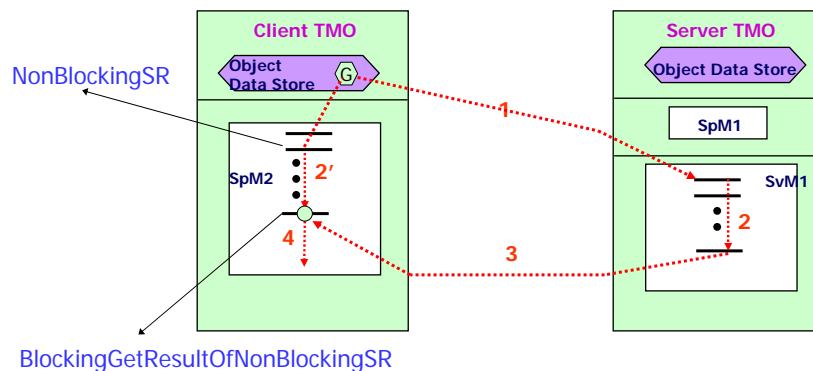 Client TMO
Server TMO
NonBlockingSR
Object
Data Store
G
Object Data Store
1
SpM1
SpM2
2′
SvM1
2
4
3
BlockingGetResultOfNonBlockingSR